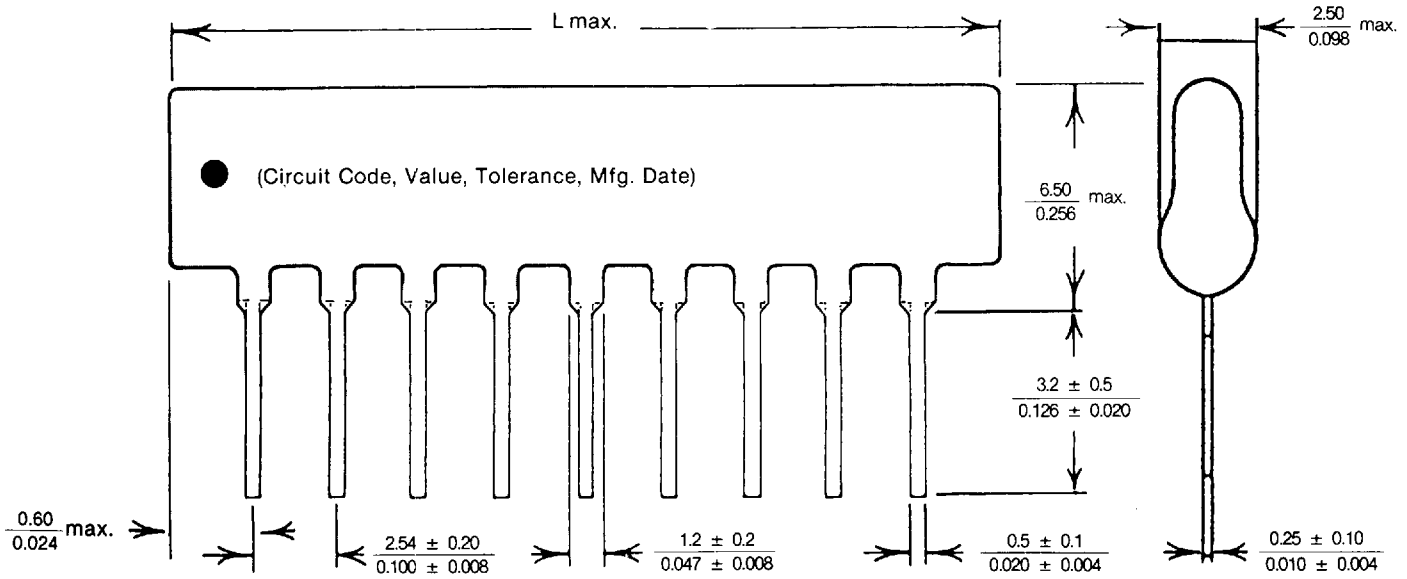 L max.
2.50
0.098 max.
(Circuit Code, Value, Tolerance, Mfg. Date)
6.50
0.256 max.
3.2 ± 0.5
0.126 ± 0.020
0.60
0.024 max.
2.54 ± 0.20
0.100 ± 0.008
1.2 ± 0.2
0.047 ± 0.008
0.5 ± 0.1
0.020 ± 0.004
0.25 ± 0.10
0.010 ± 0.004